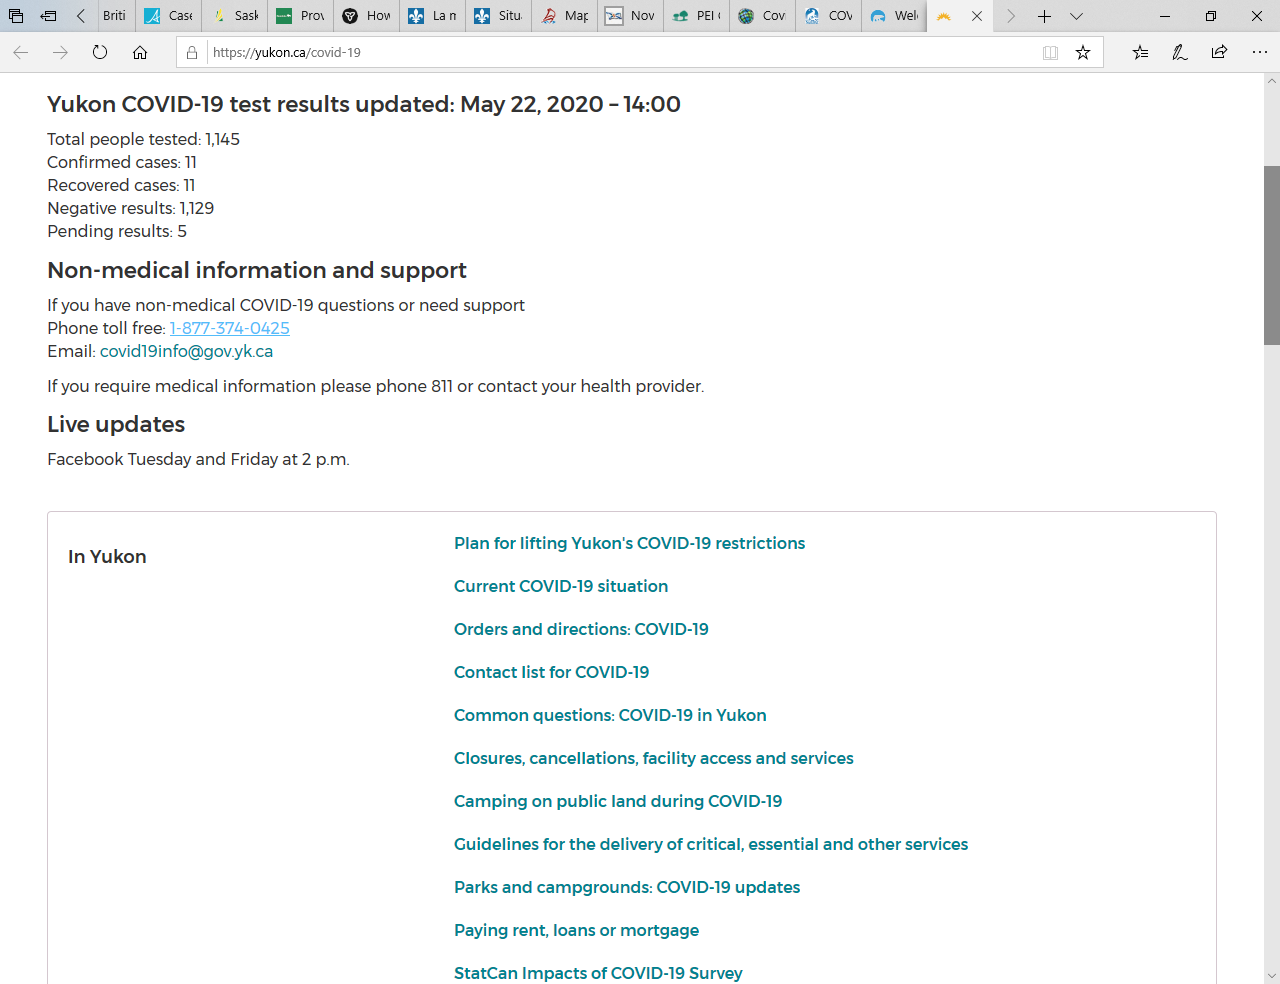 Briti
Case
Sask
Prov
How
La m
Situ
Map
Nov
PEI
Cov
COV
Wel
https://yukon.ca/covid-19
Yukon COVID-19 test results updated: May 22, 2020 – 14:00
Total people tested: 1,145
Confirmed cases: 11
Recovered cases: 11
Negative results: 1,129
Pending results: 5
Non-medical information and support
If you have non-medical COVID-19 questions or need support
Phone toll free: 1-877-374-0425
Email: covid19info@gov.yk.ca
If you require medical information please phone 811 or contact your health provider.
Live updates
Facebook Tuesday and Friday at 2 p.m.
In Yukon
Plan for lifting Yukon's COVID-19 restrictions
Current COVID-19 situation
Orders and directions: COVID-19
Contact list for COVID-19
Common questions: COVID-19 in Yukon
Closures, cancellations, facility access and services
Camping on public land during COVID-19
Guidelines for the delivery of critical, essential and other services
Parks and campgrounds: COVID-19 updates
Paying rent, loans or mortgage
StatCan Impacts of COVID-19 Survey